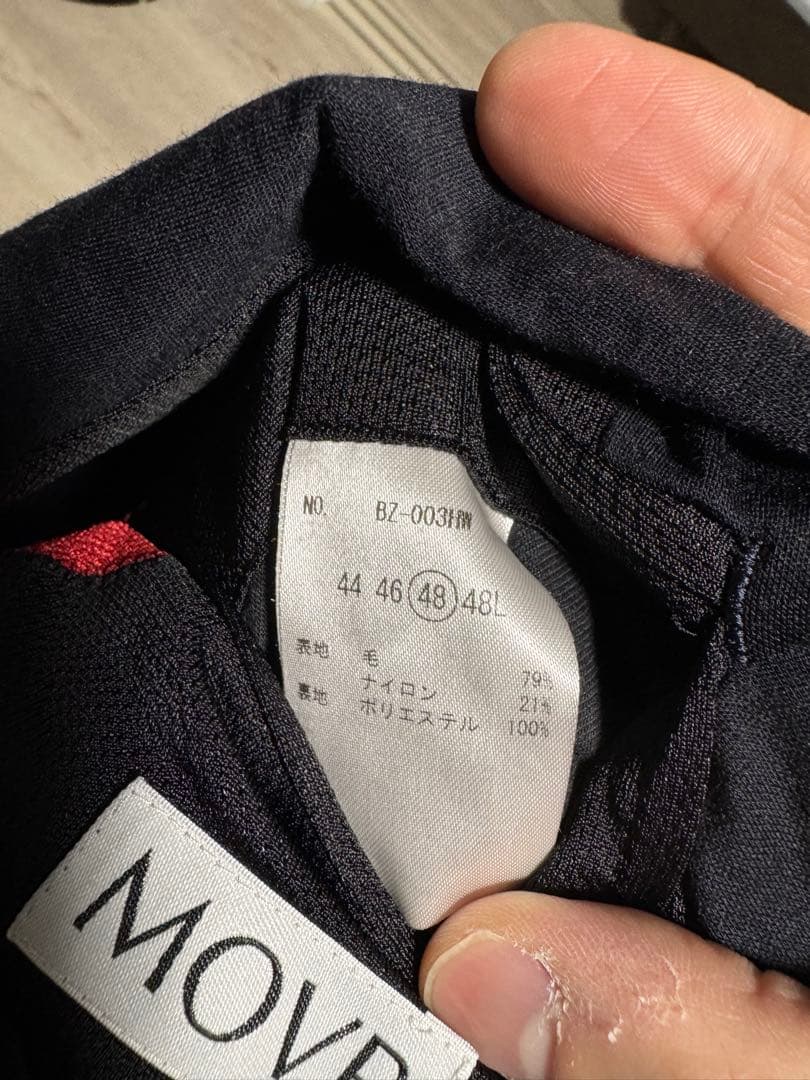 NO. BZ-003HW
44 46 48 48L
表地 毛 79%
ナイロン 21%
裏地 ポリエステル 100%